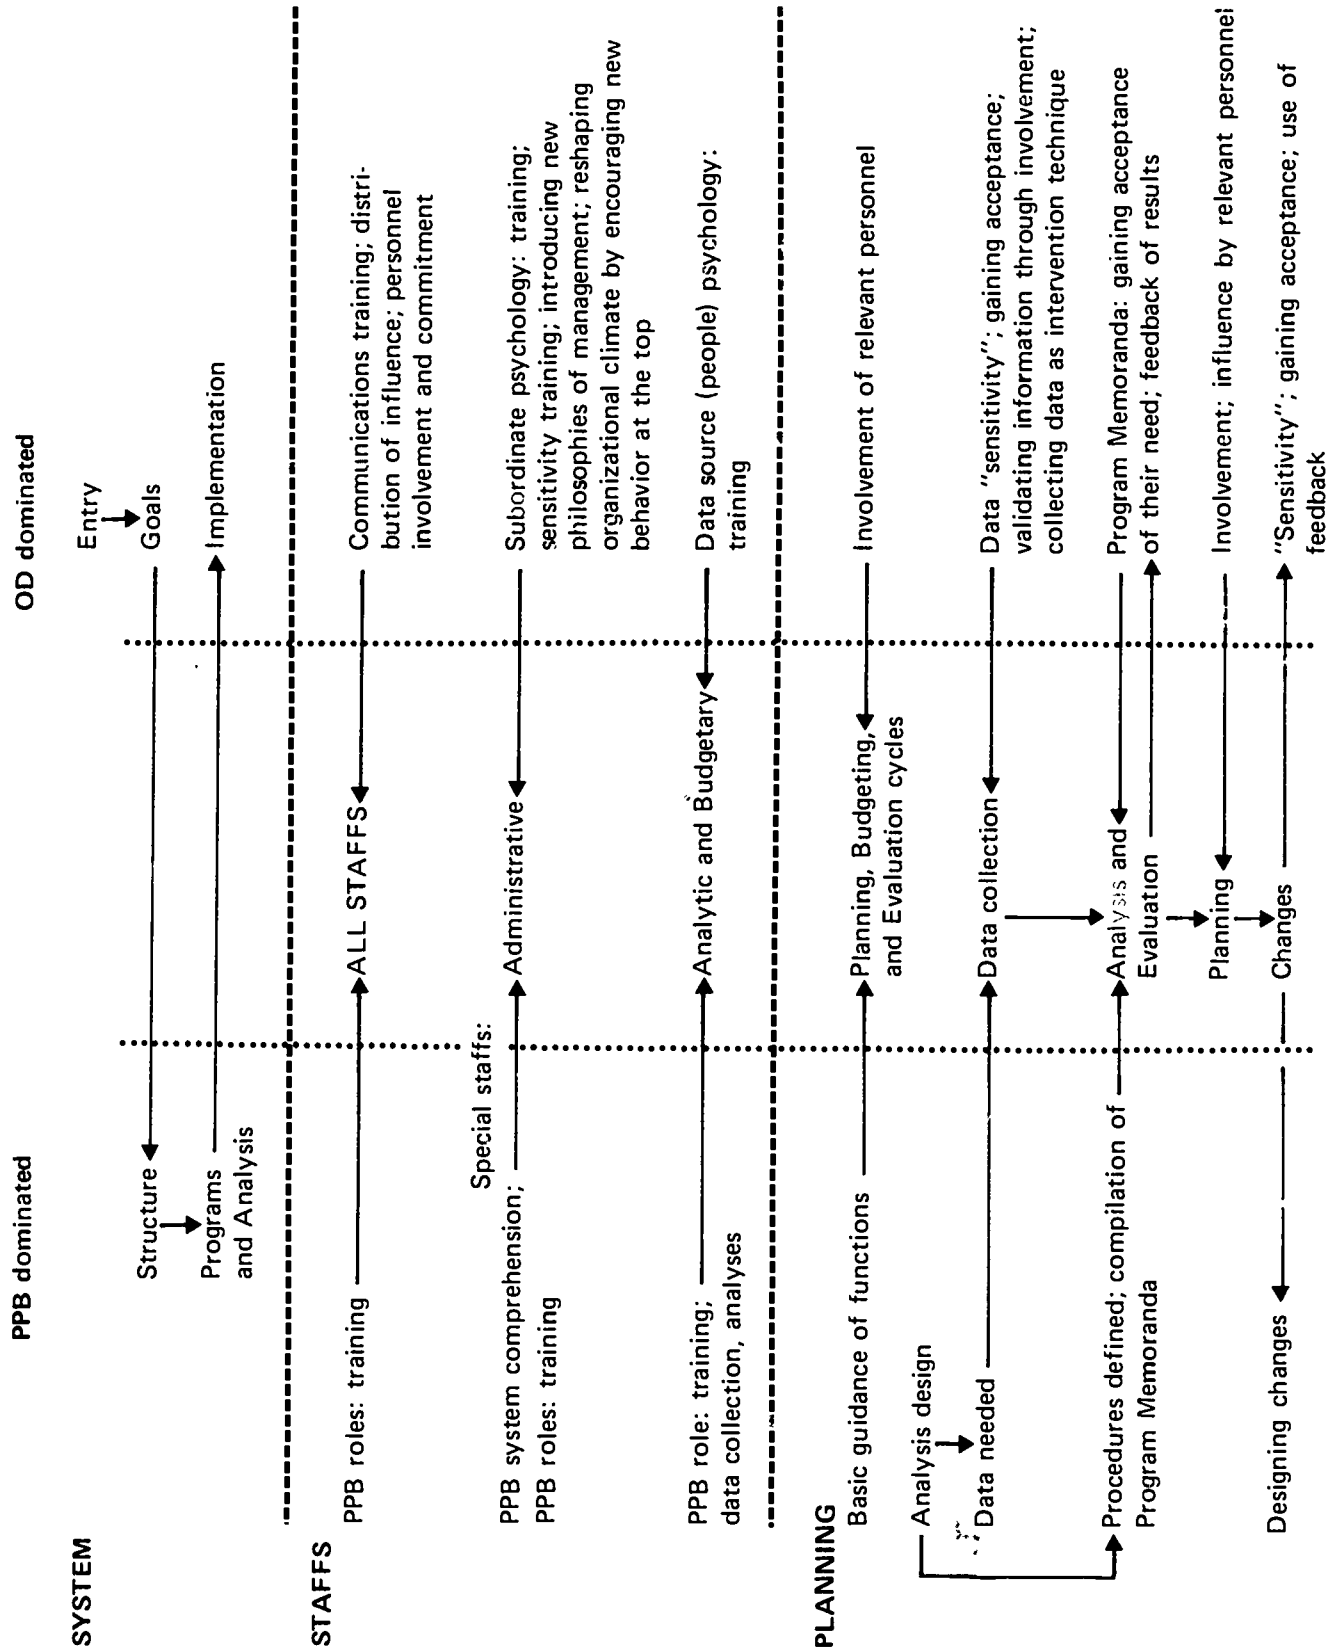 PPB dominated
OD dominated
SYSTEM
Entry
Structure
Goals
Programs
and Analysis
Implementation
STAFFS
PPB roles: training
ALL STAFFS
Communications training; distri-
bution of influence; personnel
involvement and commitment
Special staffs:
PPB system comprehension;
PPB roles: training
Administrative
Subordinate psychology: training;
sensitivity training; introducing new
philosophies of management; reshaping
organizational climate by encouraging new
behavior at the top
PPB role: training;
data collection, analyses
Analytic and Budgetary
Data source (people) psychology:
training
PLANNING
Basic guidance of functions
Planning, Budgeting,
and Evaluation cycles
Involvement of relevant personnel
Analysis design
Data needed
Data collection
Data "sensitivity"; gaining acceptance;
validating information through involvement;
collecting data as intervention technique
Procedures defined; compilation of
Program Memoranda
Analysis and
Evaluation
Program Memoranda: gaining acceptance
of their need; feedback of results
Planning
Involvement; influence by relevant personnel
Designing changes
Changes
"Sensitivity"; gaining acceptance; use of
feedback